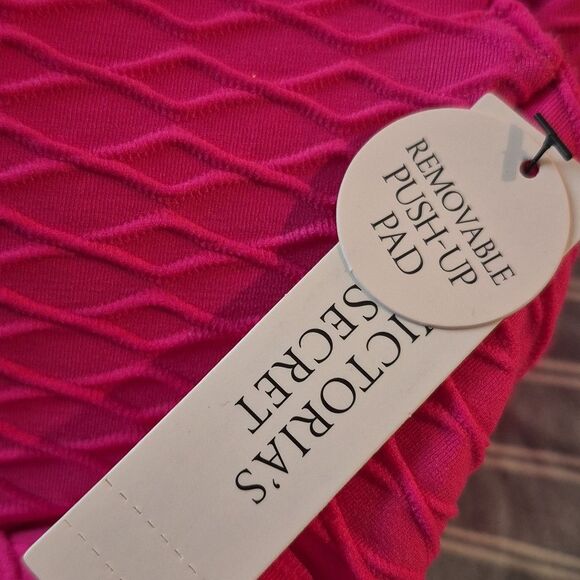 REMOVABLE
PUSH-UP
PAD
VICTORIA'S
SECRET